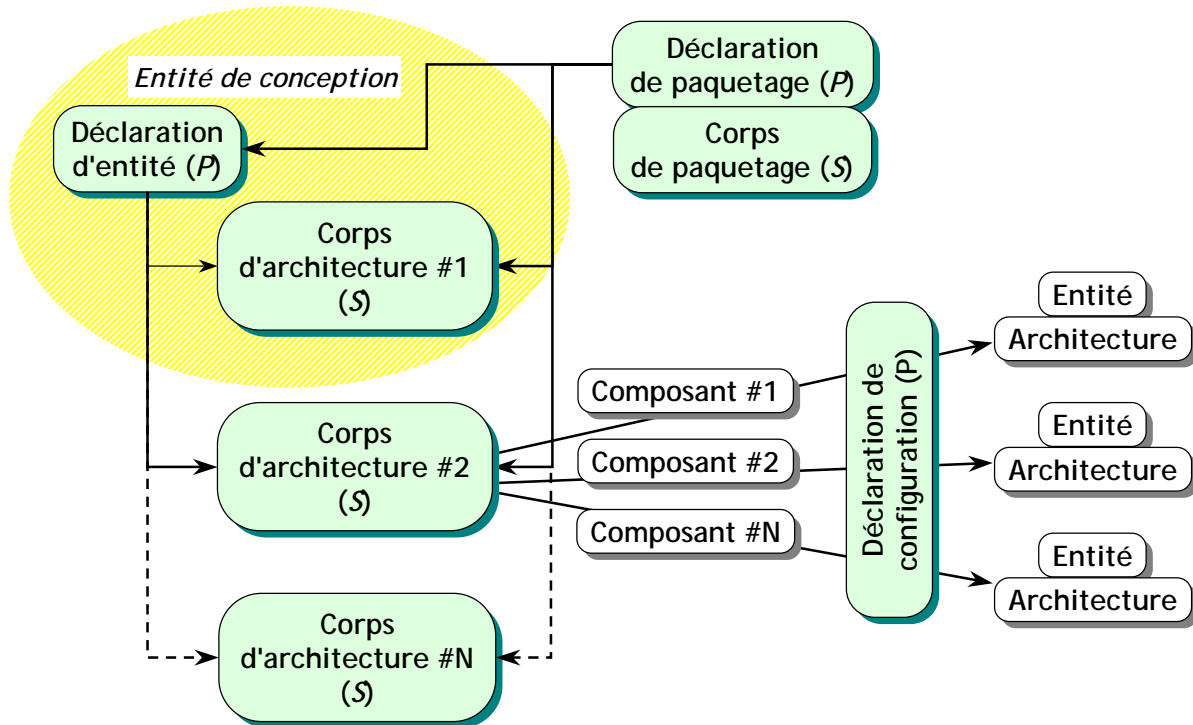 Entité de conception
Déclaration
d'entité (P)
Déclaration
de paquetage (P)
Corps
de paquetage (S)
Corps
d'architecture #1
(S)
Corps
d'architecture #2
(S)
Corps
d'architecture #N
(S)
Composant #1
Composant #2
Composant #N
Déclaration de
configuration (P)
Entité
Architecture
Entité
Architecture
Entité
Architecture